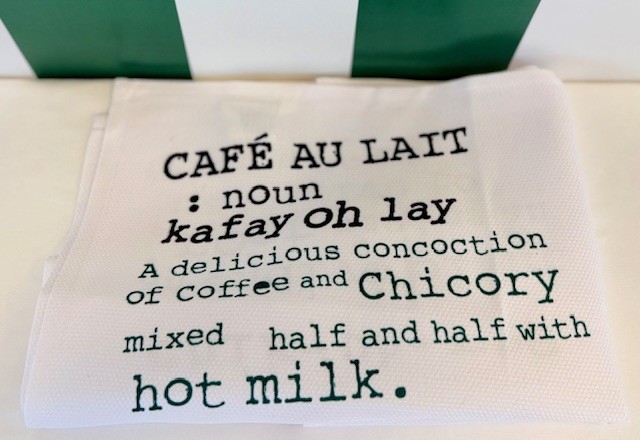 CAFÉ AU LAIT
: noun
kafay oh lay
A delicious concoction
of coffee and Chicory
mixed half and half with
hot milk.